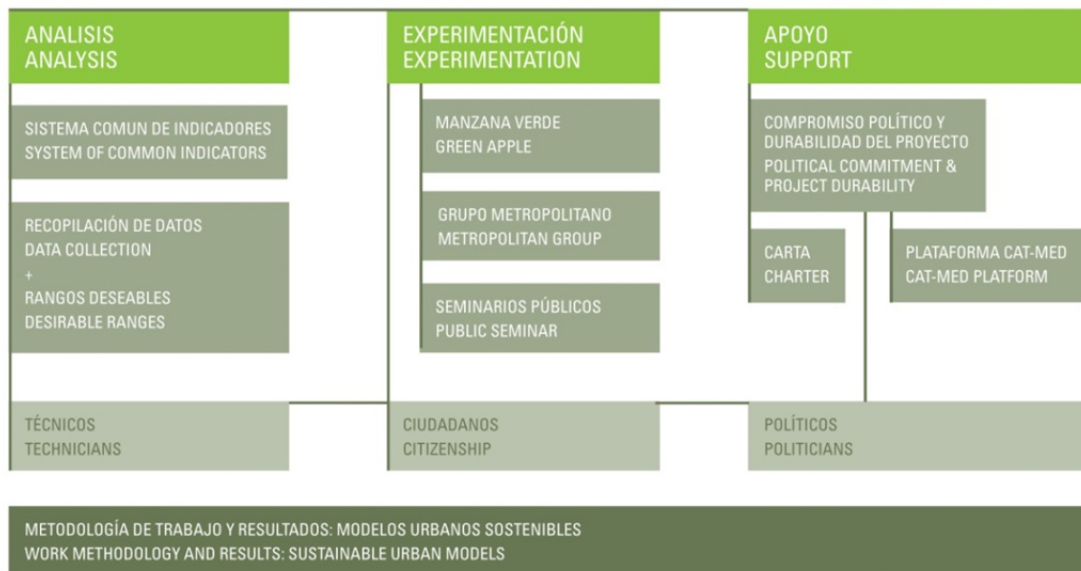 ANALISIS
ANALYSIS
SISTEMA COMUN DE INDICADORES
SYSTEM OF COMMON INDICATORS
RECOPILACIÓN DE DATOS
DATA COLLECTION
+
RANGOS DESEABLES
DESIRABLE RANGES
TÉCNICOS
TECHNICIANS
EXPERIMENTACIÓN
EXPERIMENTATION
MANZANA VERDE
GREEN APPLE
GRUPO METROPOLITANO
METROPOLITAN GROUP
SEMINARIOS PÚBLICOS
PUBLIC SEMINAR
CIUDADANOS
CITIZENSHIP
APOYO
SUPPORT
COMPROMISO POLÍTICO Y
DURABILIDAD DEL PROYECTO
POLITICAL COMMITMENT &
PROJECT DURABILITY
CARTA
CHARTER
PLATAFORMA CAT-MED
CAT-MED PLATFORM
POLÍTICOS
POLITICIANS
METODOLOGÍA DE TRABAJO Y RESULTADOS: MODELOS URBANOS SOSTENIBLES
WORK METHODOLOGY AND RESULTS: SUSTAINABLE URBAN MODELS